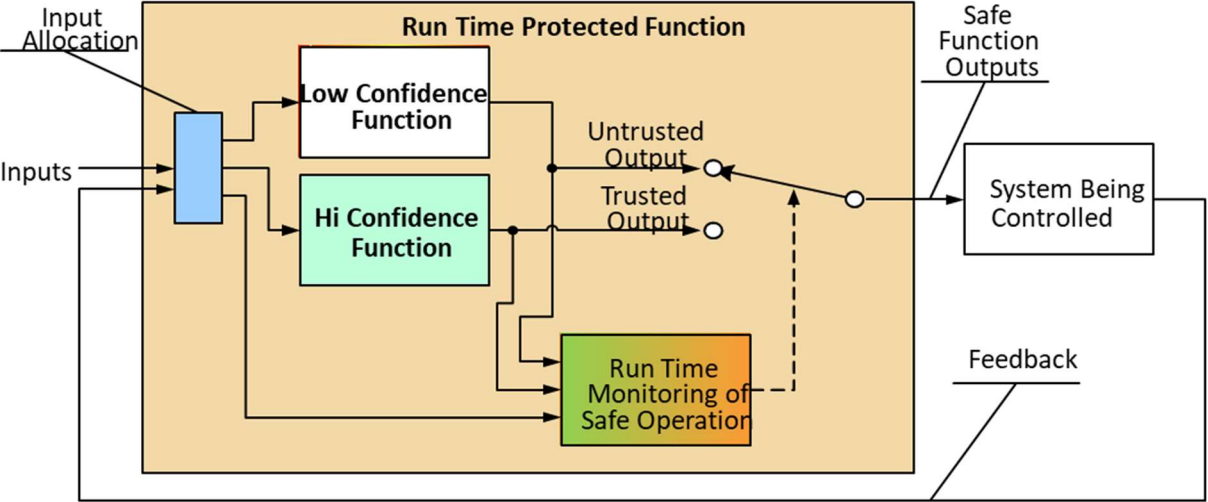 Input
Allocation
Run Time Protected Function
Safe
Function
Outputs
Low Confidence
Function
Untrusted
Output
Inputs
Trusted
Output
Hi Confidence
Function
System Being
Controlled
Run Time
Monitoring of
Safe Operation
Feedback